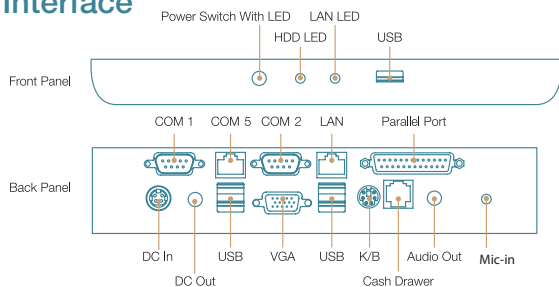 Interface
Power Switch With LED LAN LED
HDD LED USB
Front Panel
COM 1 COM 5 COM 2 LAN Parallel Port
Back Panel
DC In USB VGA USB K/B Audio Out Mic-in
DC Out Cash Drawer